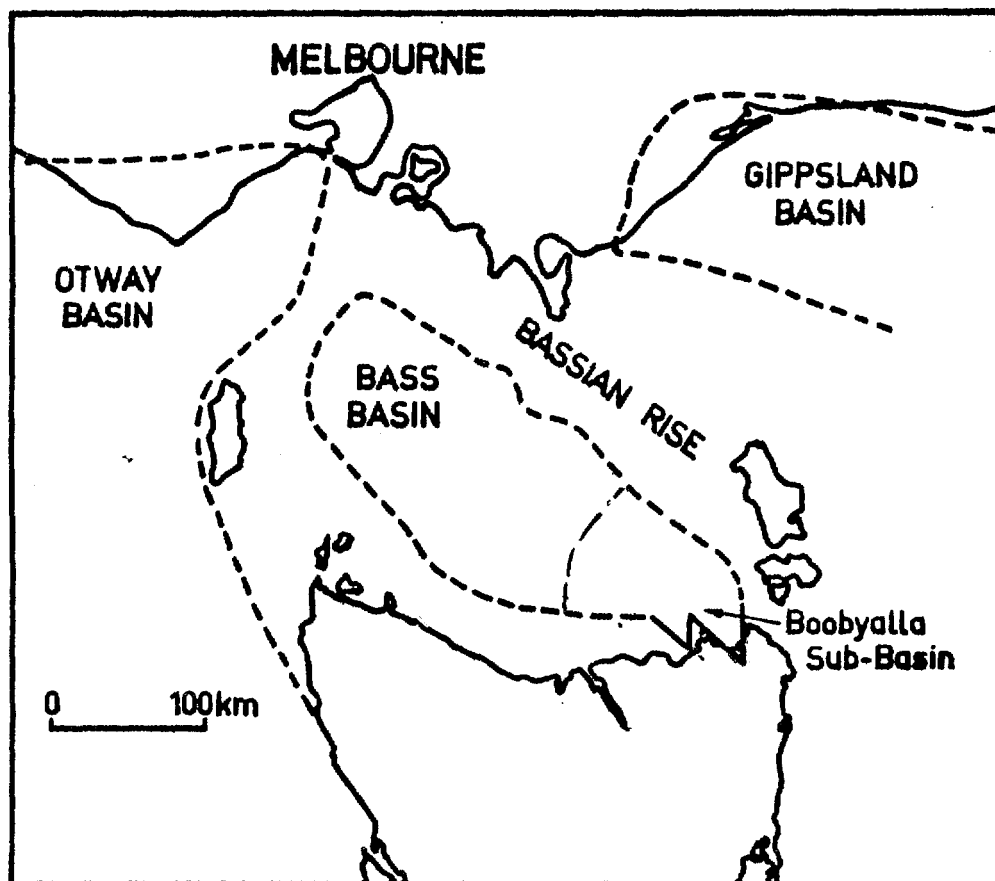 MELBOURNE
GIPPSLAND
BASIN
OTWAY
BASIN
BASSIAN RISE
BASS
BASIN
Boobyalla
Sub-Basin
0 100km